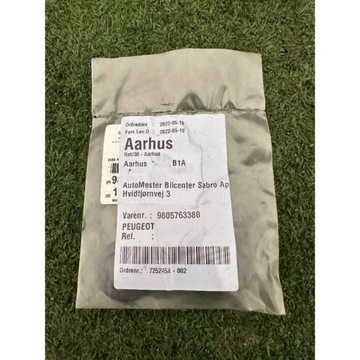 Ordredato : 2022-05-18
Forv.Lev.D. : 2022-05-19
Aarhus
Aarhus B1A
AutoMester Bilcenter Sabro Ap
Hvidtjørnvej 3
Varenr. : 9805763380
PEUGEOT
Ref. :
Ordrenr.: 7252454 - 002